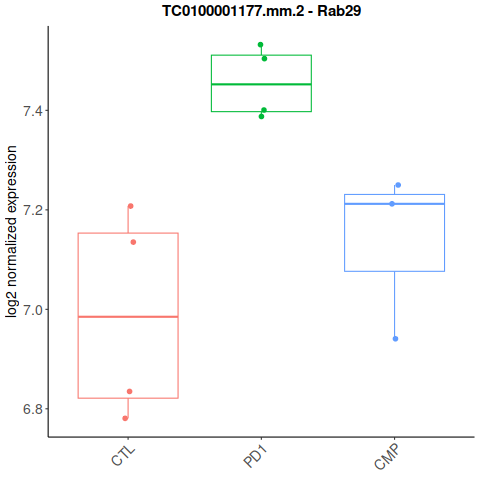 TC0100001177.mm.2 - Rab29
log2 normalized expression
7.4
7.2
7.0
6.8
CTL
PD1
CMP